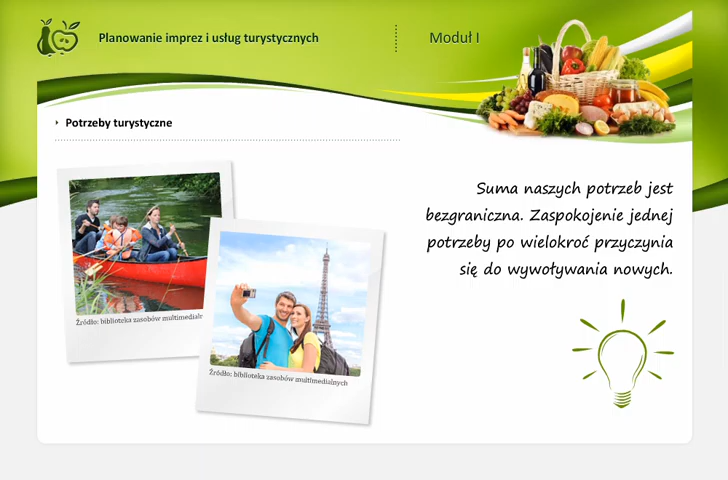 Planowanie imprez i usług turystycznych
Moduł I
Potrzeby turystyczne
Suma naszych potrzeb jest
bezgraniczna. Zaspokojenie jednej
potrzeby po wielokroć przyczynia
się do wywoływania nowych.
Źródło: biblioteka zasobów multimedialn
Źródło: biblioteka zasobów multimedialnych